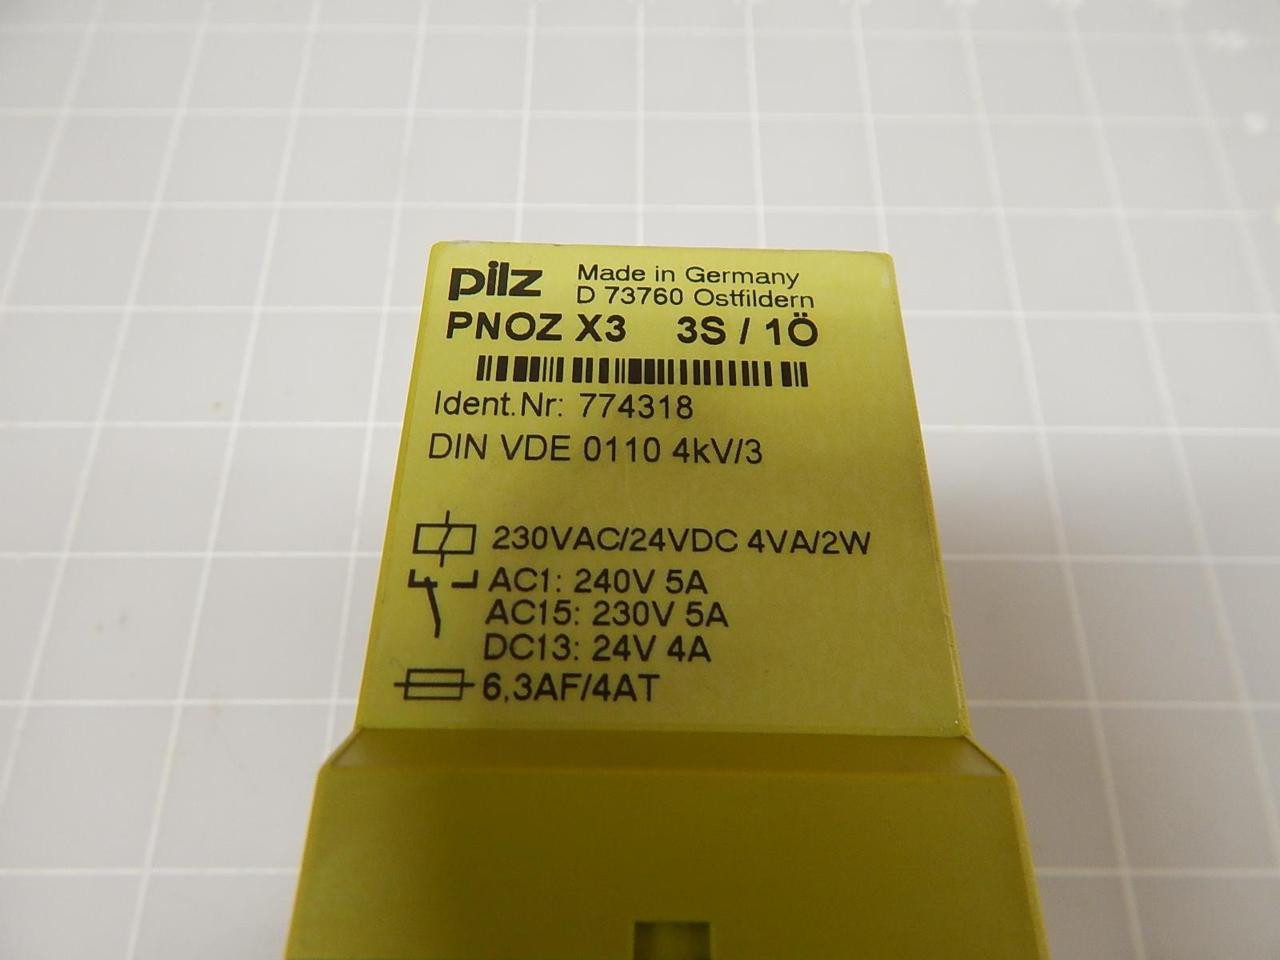 pilz
Made in Germany
D 73760 Ostfildern
PNOZ X3 3S / 1Ö
Ident.Nr: 774318
DIN VDE 0110 4kV/3
230VAC/24VDC 4VA/2W
AC1: 240V 5A
AC15: 230V 5A
DC13: 24V 4A
6,3AF/4AT